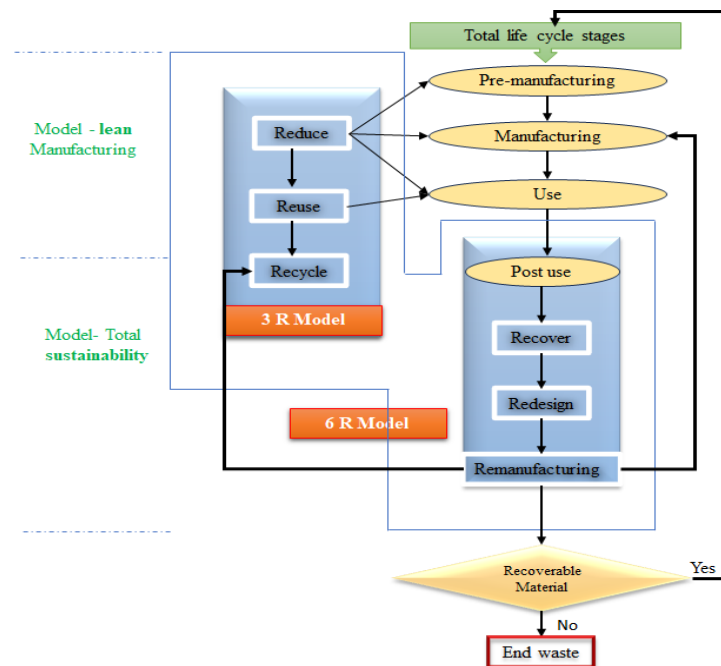 Total life cycle stages
Pre-manufacturing
Model - lean
Manufacturing
Reduce
Manufacturing
Reuse
Use
Recycle
Post use
3 R Model
Model- Total
sustainability
Recover
Redesign
6 R Model
Remanufacturing
Recoverable
Material
Yes
No
End waste